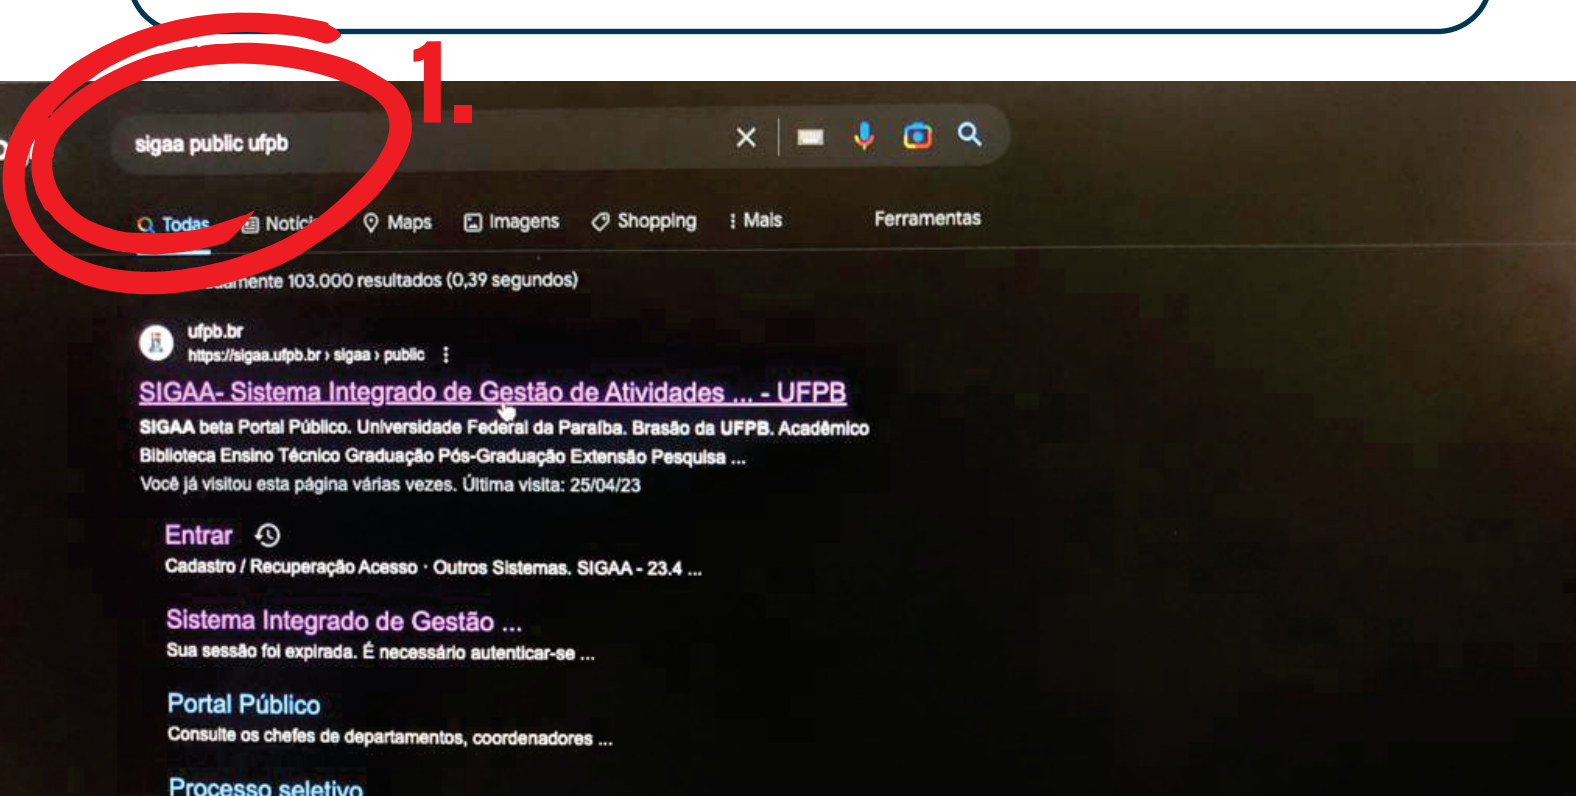 1.
sigaa public ufpb
Todas
Maps
Imagens
Shopping
Mais
Ferramentas
103.000 resultados (0,39 segundos)
ufpb.br
https://sigaa.ufpb.br › sigaa › public
SIGAA- Sistema Integrado de Gestão de Atividades ... - UFPB
SIGAA beta Portal Público. Universidade Federal da Paraíba. Brasão da UFPB. Acadêmico
Biblioteca Ensino Técnico Graduação Pós-Graduação Extensão Pesquisa ...
Você já visitou esta página várias vezes. Última visita: 25/04/23
Entrar
Cadastro / Recuperação Acesso · Outros Sistemas. SIGAA - 23.4 ...
Sistema Integrado de Gestão ...
Sua sessão foi expirada. É necessário autenticar-se ...
Portal Público
Consulte os chefes de departamentos, coordenadores ...
Processo seletivo